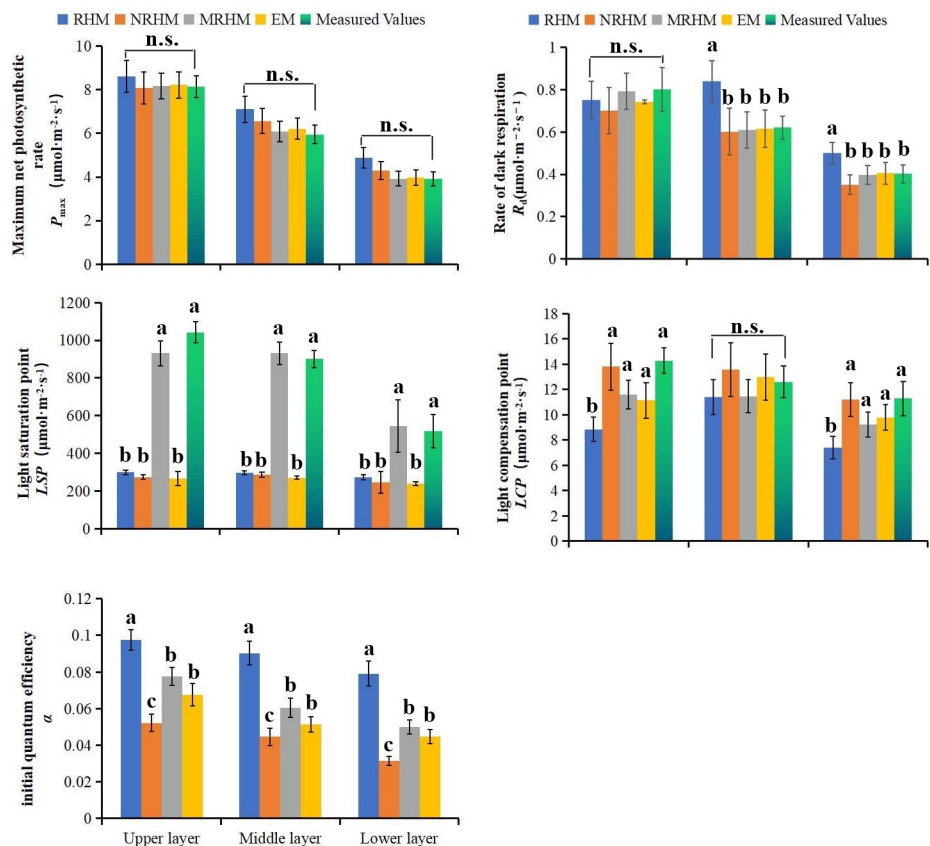 RHM NRHM MRHM EM Measured Values
n.s.
n.s.
n.s.
Maximum net photosynthetic
rate
Pmax (μmol·m⁻²·s⁻¹)
10
8
6
4
2
0
RHM NRHM MRHM EM Measured Values
n.s.
a
b b b b
a
b b b b
Rate of dark respiration
Rd(μmol·m⁻²·s⁻¹)
1
0.8
0.6
0.4
0.2
0
Light saturation point
LSP (μmol·m⁻²·s⁻¹)
1200
1000
800
600
400
200
0
b b a b a
b b a b a
b b a b a
Light compensation point
LCP (μmol·m⁻²·s⁻¹)
18
16
14
12
10
8
6
4
2
0
b a a a a
n.s.
b a a a a
initial quantum efficiency
α
0.12
0.1
0.08
0.06
0.04
0.02
0
a c b b
a c b b
a c b b
Upper layer Middle layer Lower layer